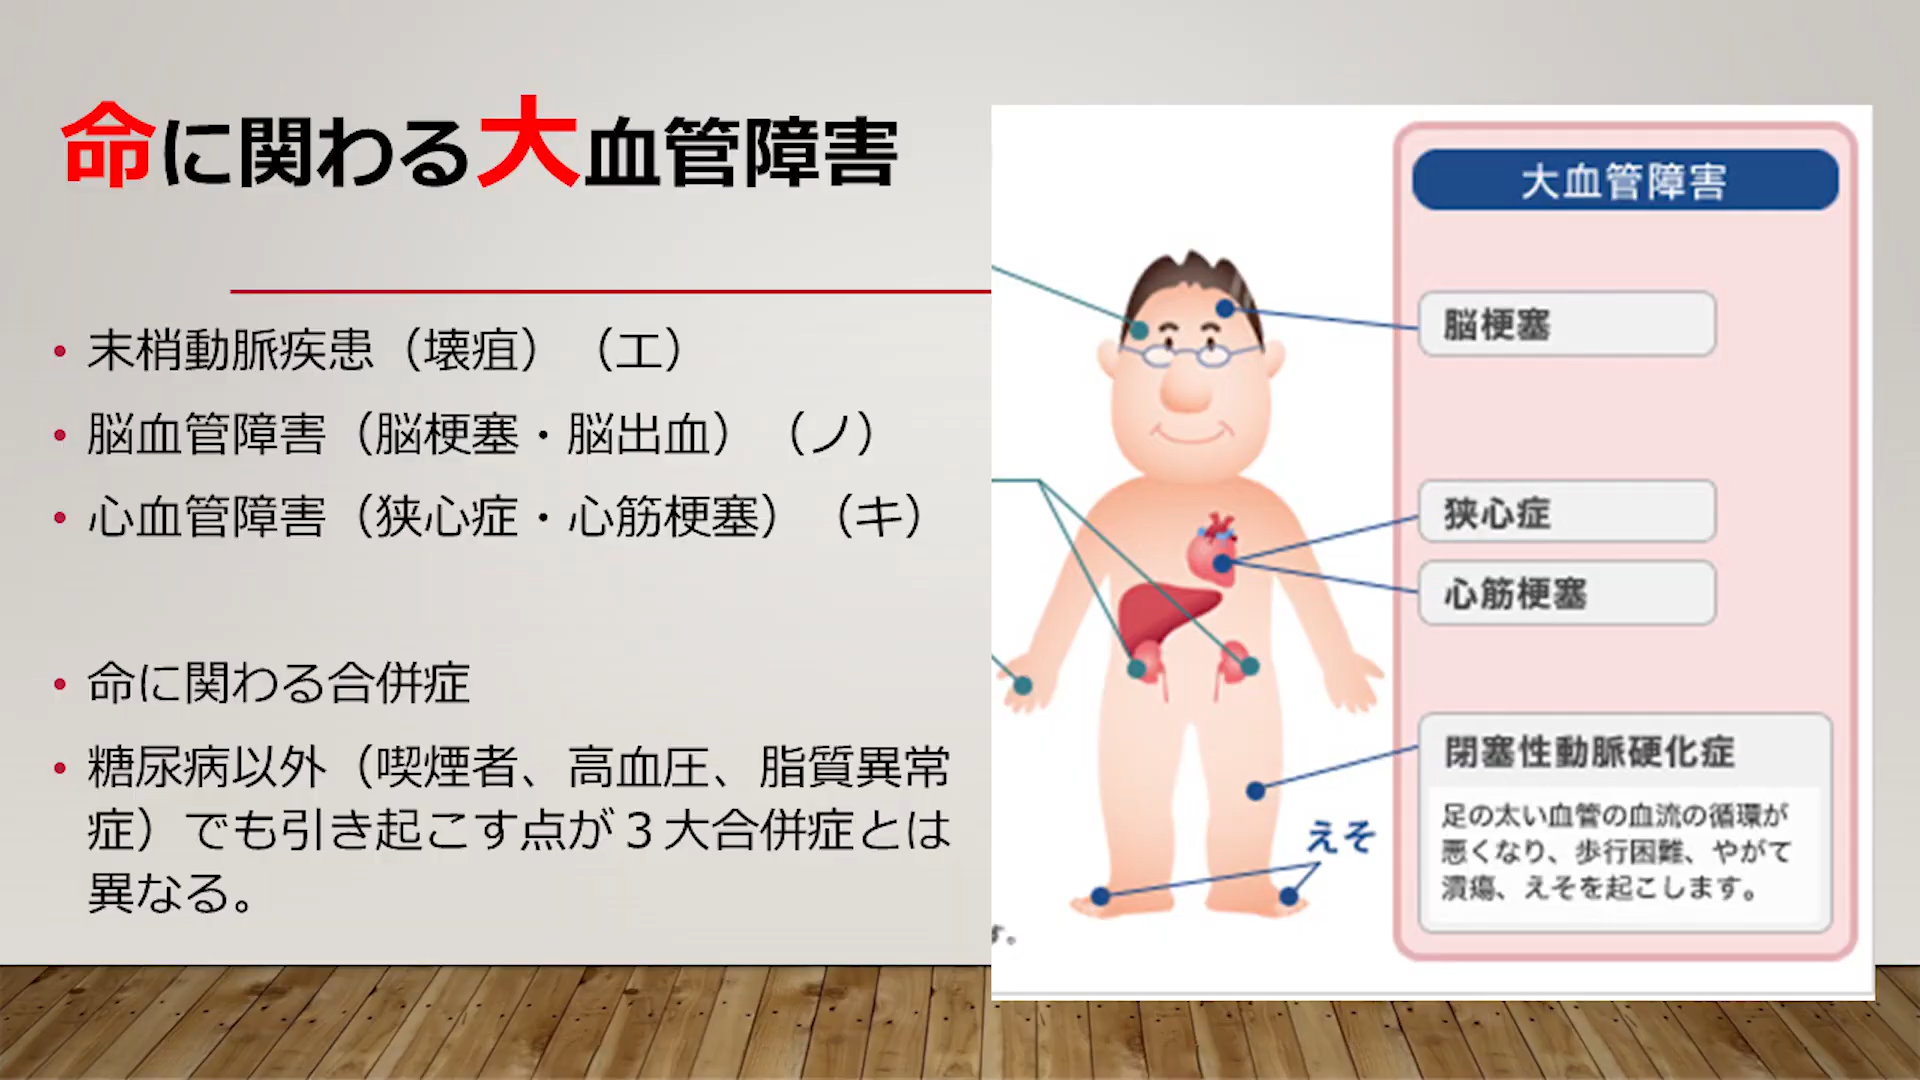 命に関わる大血管障害
・末梢動脈疾患（壊疽）（エ）
・脳血管障害（脳梗塞・脳出血）（ノ）
・心血管障害（狭心症・心筋梗塞）（キ）
・命に関わる合併症
・糖尿病以外（喫煙者、高血圧、脂質異常
症）でも引き起こす点が３大合併症とは
異なる。
大血管障害
脳梗塞
狭心症
心筋梗塞
閉塞性動脈硬化症
足の太い血管の血流の循環が
悪くなり、歩行困難、やがて
潰瘍、えそを起こします。
えそ
す。